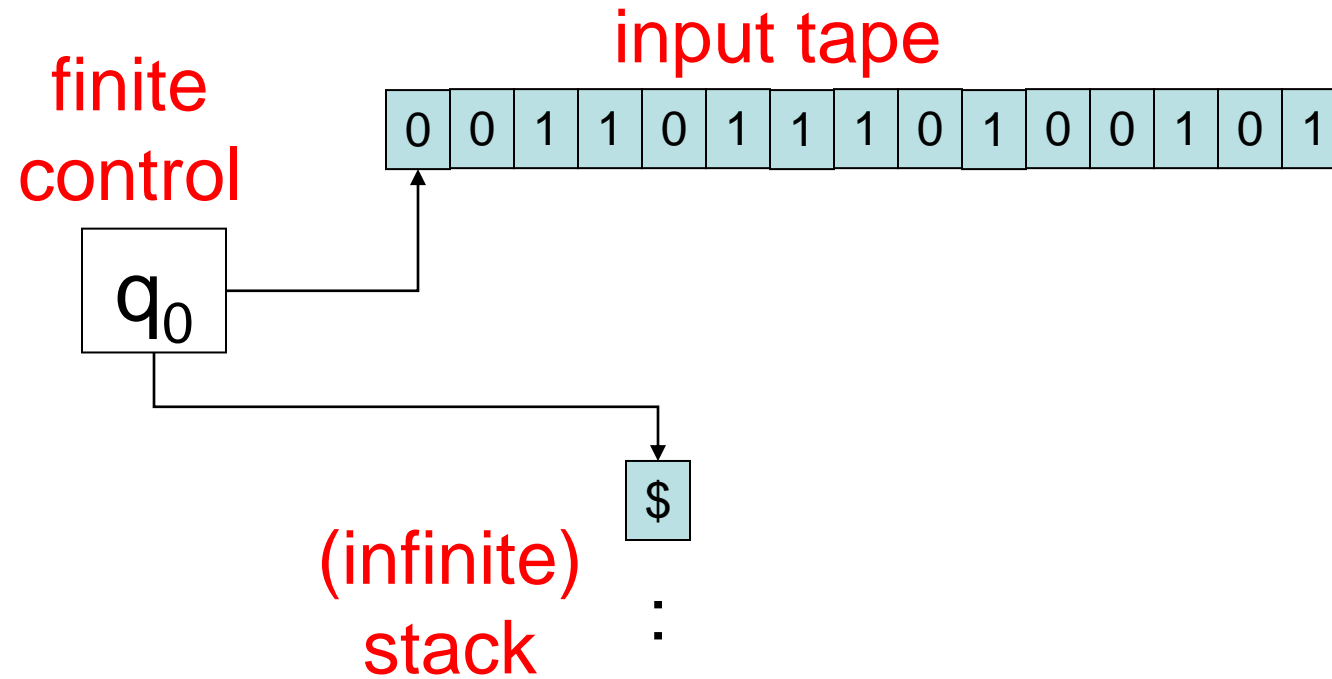 input tape
finite
control
0 0 1 1 0 1 1 1 0 1 0 0 1 0 1
q0
$
(infinite)
stack
: